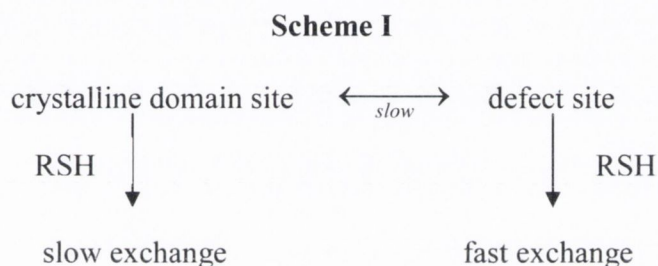 Scheme I
crystalline domain site defect site
slow
RSH RSH
slow exchange fast exchange